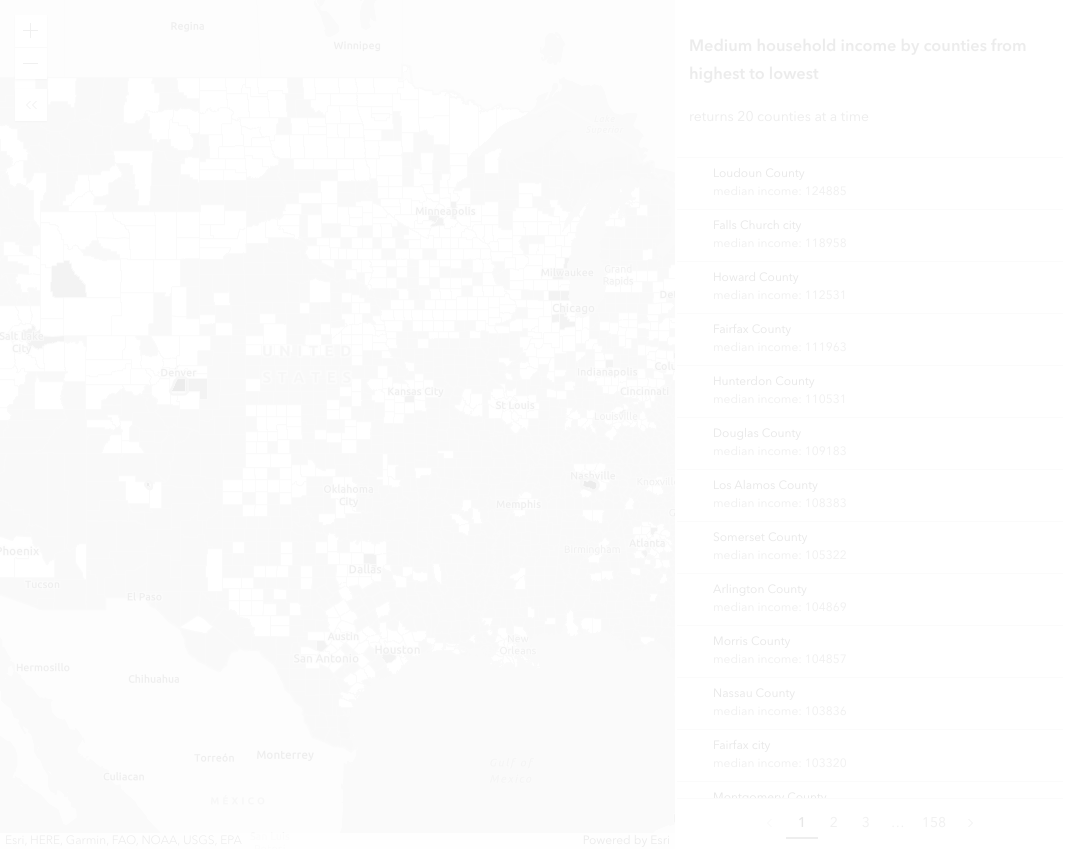 Regina
Winnipeg
Minneapolis
Milwaukee
Grand
Rapids
De
Chicago
Salt Lake
City
UNITED
STATES
Denver
Kansas City
St Louis
Indianapolis
Cincinnati
Colu
Louisville
Nashville
Oklahoma
City
Memphis
Birmingham
Atlanta
Phoenix
Tucson
El Paso
Dallas
Austin
San Antonio
Houston
New
Orleans
Hermosillo
Chihuahua
Torreón
Monterrey
Culiacan
MÉXICO
Gulf of
Mexico
Esri, HERE, Garmin, FAO, NOAA, USGS, EPA
Powered by Esri
Medium household income by counties from
highest to lowest
returns 20 counties at a time
Loudoun County
median income: 124885
Falls Church city
median income: 118958
Howard County
median income: 112531
Fairfax County
median income: 111963
Hunterdon County
median income: 110531
Douglas County
median income: 109183
Los Alamos County
median income: 108383
Somerset County
median income: 105322
Arlington County
median income: 104869
Morris County
median income: 104857
Nassau County
median income: 103836
Fairfax city
median income: 103320
Montgomery County
1 2 3 ... 158